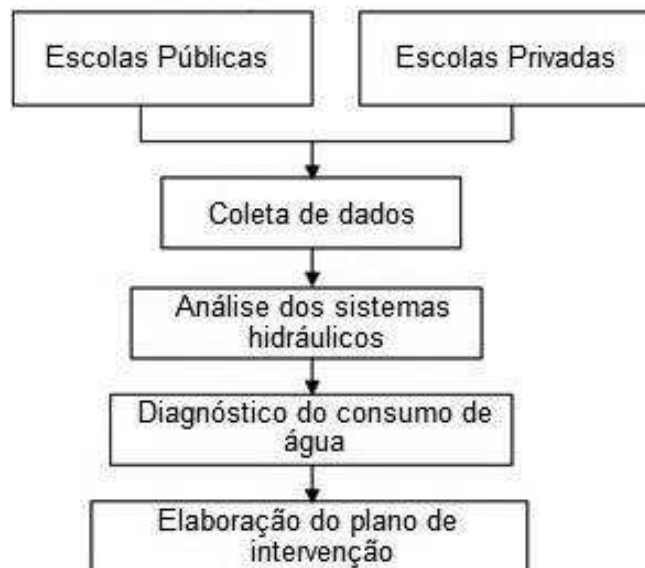 Escolas Públicas
Escolas Privadas
Coleta de dados
Análise dos sistemas
hidráulicos
Diagnóstico do consumo de
água
Elaboração do plano de
intervenção